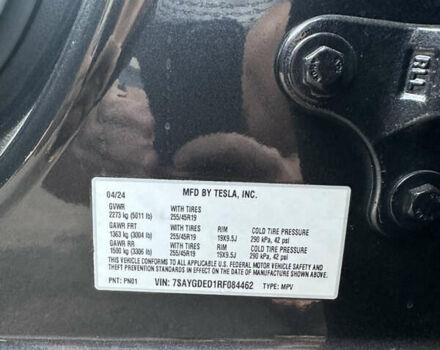 MFD BY TESLA, INC.
04/24
GVWR WITH TIRES
2273 kg (5011 lb) 255/45R19
GAWR FRT WITH TIRES RIM COLD TIRE PRESSURE
1363 kg (3004 lb) 255/45R19 19X9.5J 290 kPa, 42 psi
GAWR RR WITH TIRES RIM COLD TIRE PRESSURE
1500 kg (3306 lb) 255/45R19 19X9.5J 290 kPa, 42 psi
THIS VEHICLE CONFORMS TO ALL APPLICABLE U.S. FEDERAL MOTOR VEHICLE SAFETY AND
THEFT PREVENTION STANDARDS IN EFFECT ON THE DATE OF MANUFACTURE SHOWN ABOVE.
PNT: PN01 VIN: 7SAYGDED1RF084462 TYPE: MPV